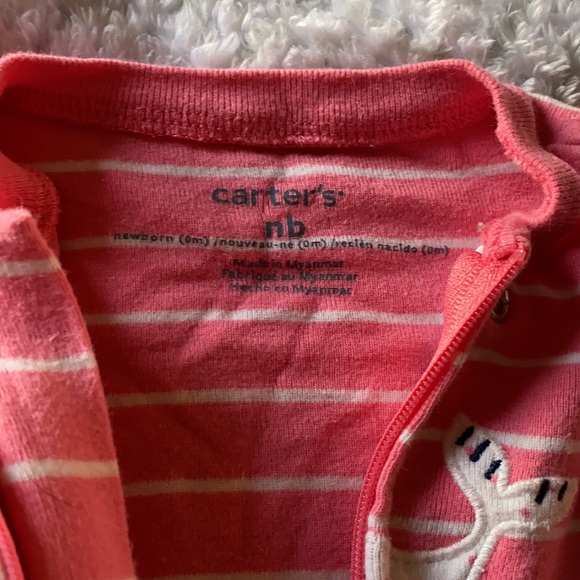 carter's
nb
newborn (0m) /nouveau-né (0m) /recién nacido (0m)
Made in Myanmar
Fabriqué au Myanmar
Hecho en Myanmar